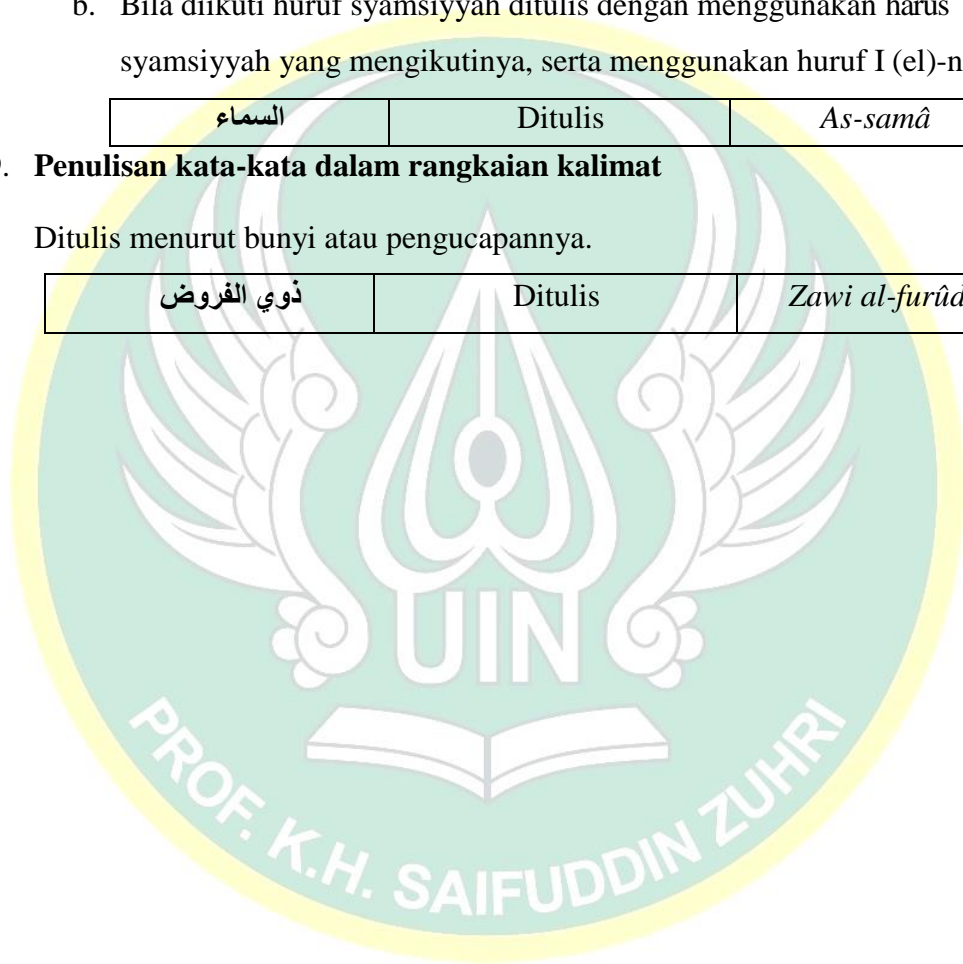 b. Bila diikuti huruf syamsiyyah ditulis dengan menggunakan harus
syamsiyyah yang mengikutinya, serta menggunakan huruf I (el)-n
السماء Ditulis As-samâ
. Penulisan kata-kata dalam rangkaian kalimat
Ditulis menurut bunyi atau pengucapannya.
ذوي الفروض Ditulis Zawi al-furûd
UIN
PROF. K.H. SAIFUDDIN ZUHRI